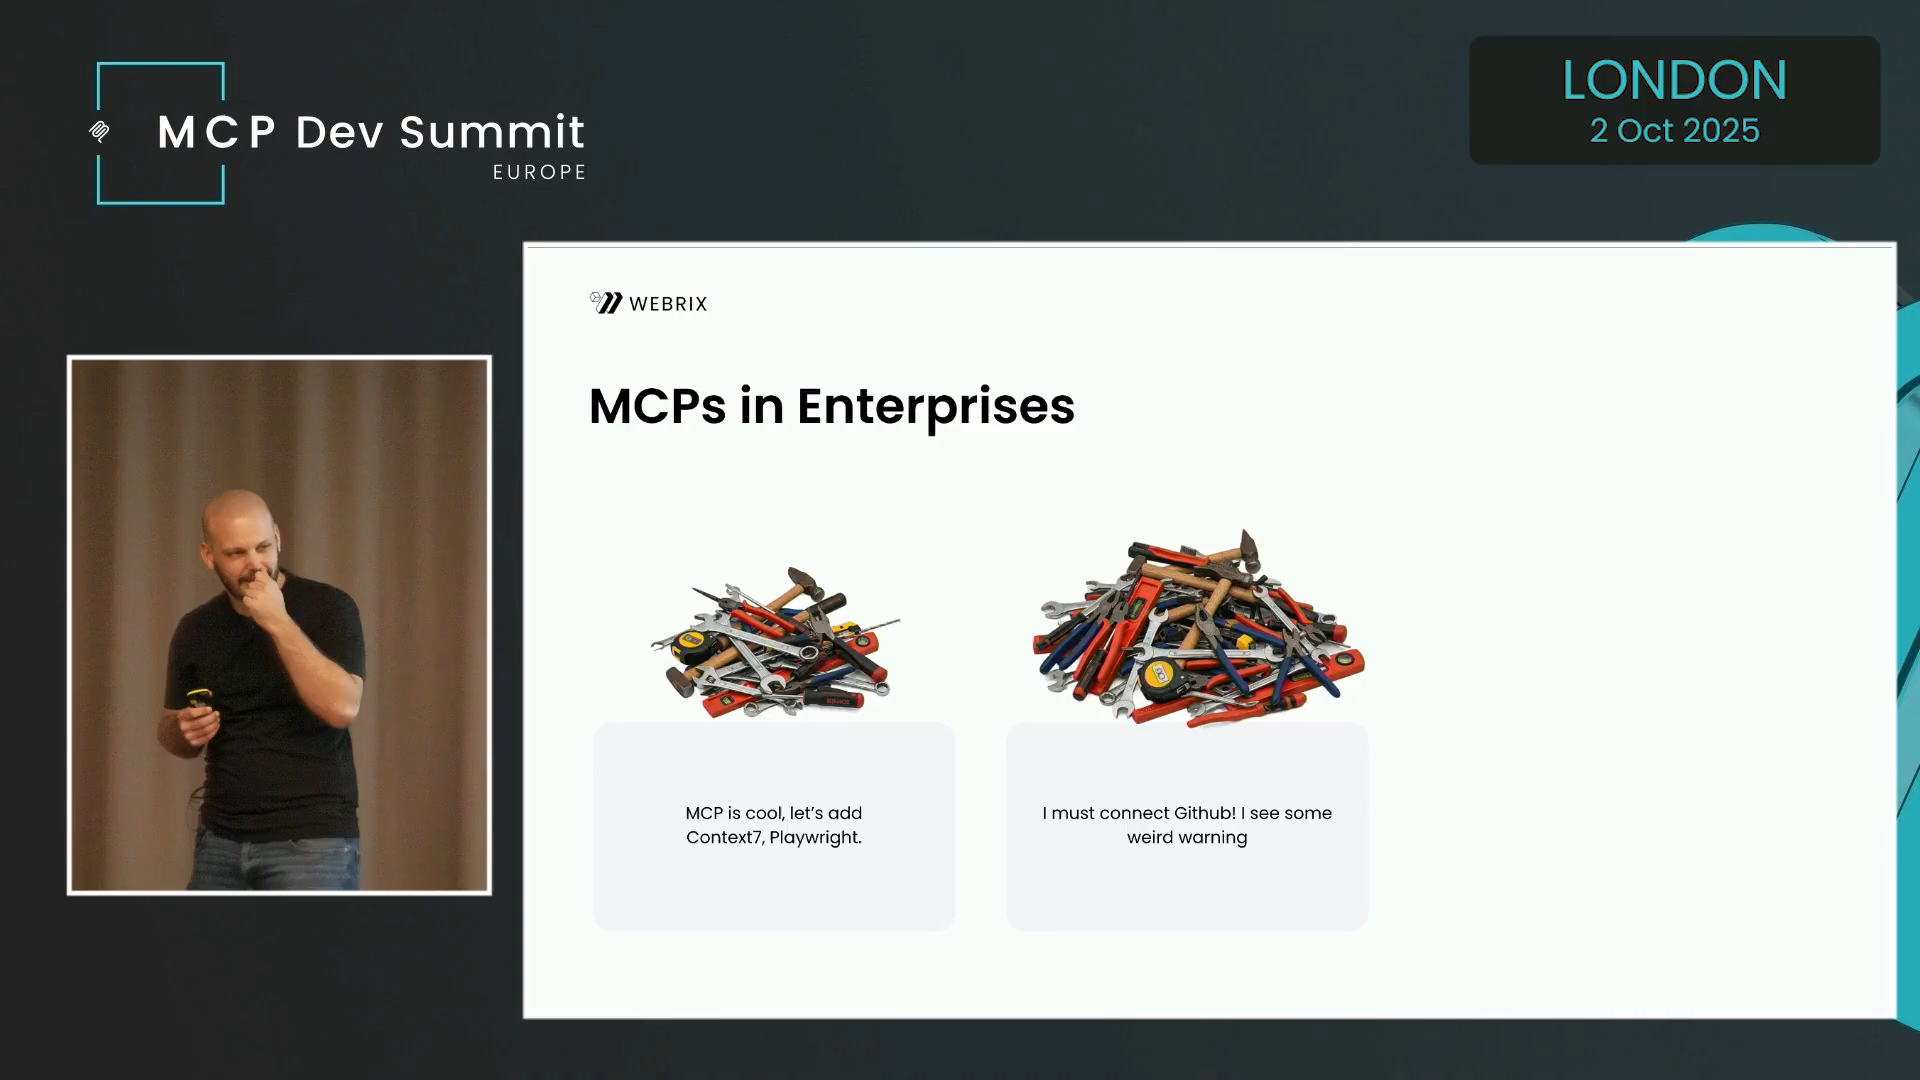 MCP Dev Summit
EUROPE
LONDON
2 Oct 2025
WEBRIX
MCPs in Enterprises
MCP is cool, let's add
Context7, Playwright.
I must connect Github! I see some
weird warning